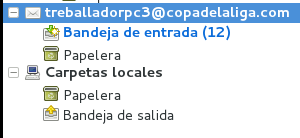 treballadorpc3@copadelaliga.com
Bandeja de entrada (12)
Papelera
Carpetas locales
Papelera
Bandeja de salida